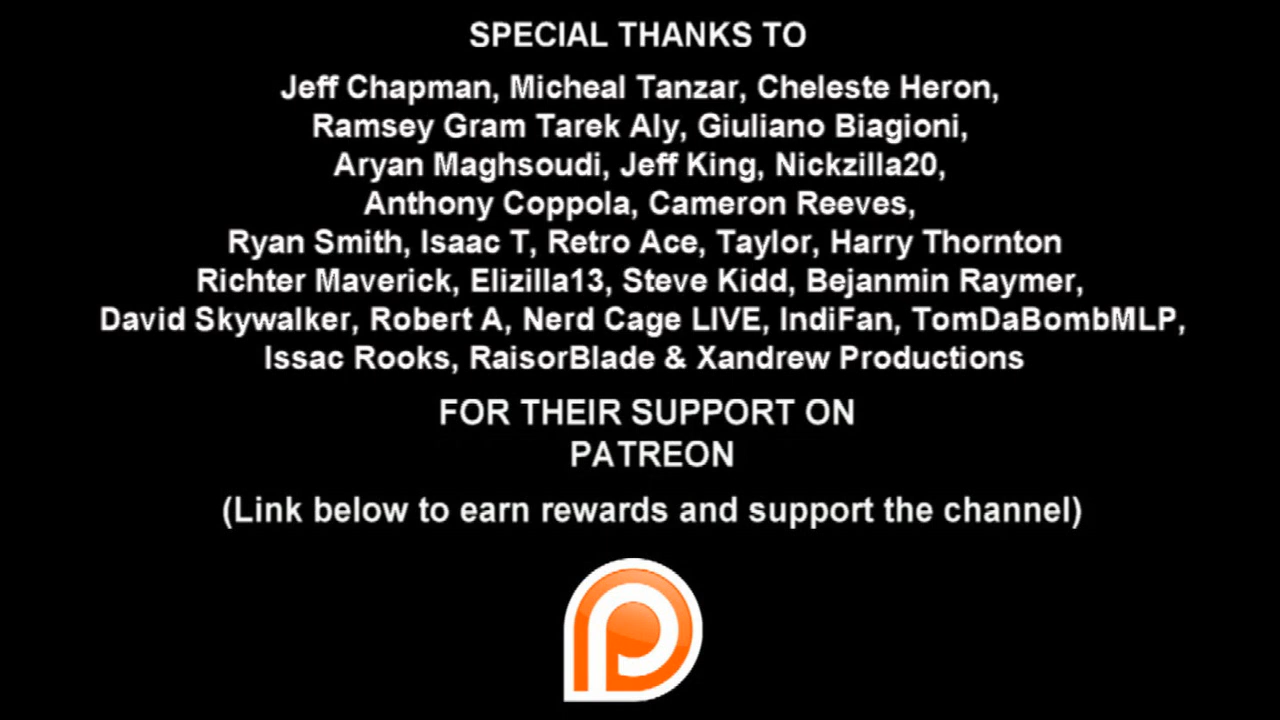 SPECIAL THANKS TO
Jeff Chapman, Micheal Tanzar, Cheleste Heron,
Ramsey Gram Tarek Aly, Giuliano Biagioni,
Aryan Maghsoudi, Jeff King, Nickzilla20,
Anthony Coppola, Cameron Reeves,
Ryan Smith, Isaac T, Retro Ace, Taylor, Harry Thornton
Richter Maverick, Elizilla13, Steve Kidd, Bejanmin Raymer,
David Skywalker, Robert A, Nerd Cage LIVE, IndiFan, TomDaBombMLP,
Issac Rooks, RaisorBlade & Xandrew Productions
FOR THEIR SUPPORT ON
PATREON
(Link below to earn rewards and support the channel)